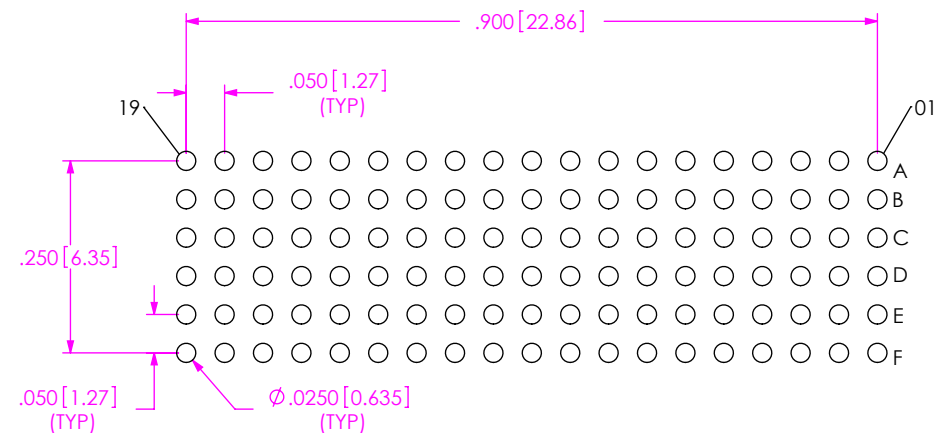 .900 [22.86]
.050 [1.27]
(TYP)
19
01
A
B
C
.250 [6.35]
D
E
F
.050 [1.27]
(TYP)
Ø .0250 [0.635]
(TYP)